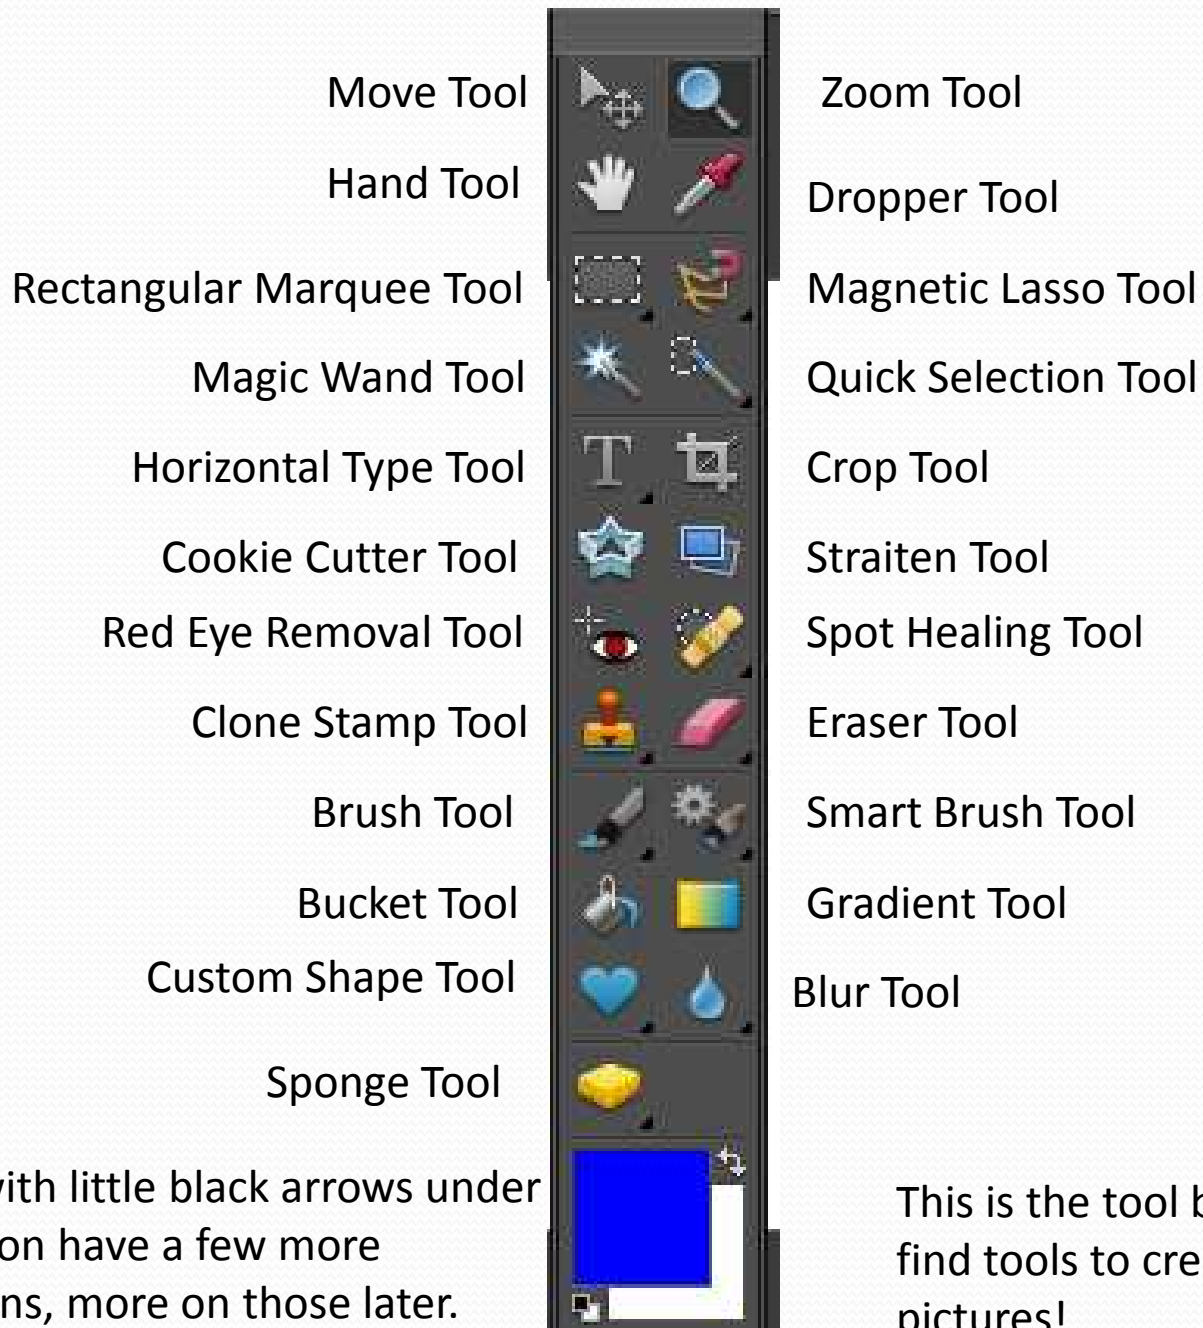 Move Tool
Zoom Tool
Hand Tool
Dropper Tool
Rectangular Marquee Tool
Magnetic Lasso Tool
Magic Wand Tool
Quick Selection Tool
Horizontal Type Tool
Crop Tool
Cookie Cutter Tool
Straiten Tool
Red Eye Removal Tool
Spot Healing Tool
Clone Stamp Tool
Eraser Tool
Brush Tool
Smart Brush Tool
Bucket Tool
Gradient Tool
Custom Shape Tool
Blur Tool
Sponge Tool
with little black arrows under
on have a few more
ns, more on those later.
This is the tool b
find tools to cre
pictures!